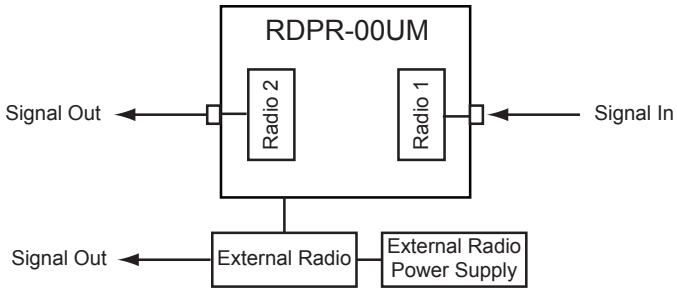 RDPR-00UM
Signal Out
Radio 2
Radio 1
Signal In
Signal Out
External Radio
External Radio
Power Supply